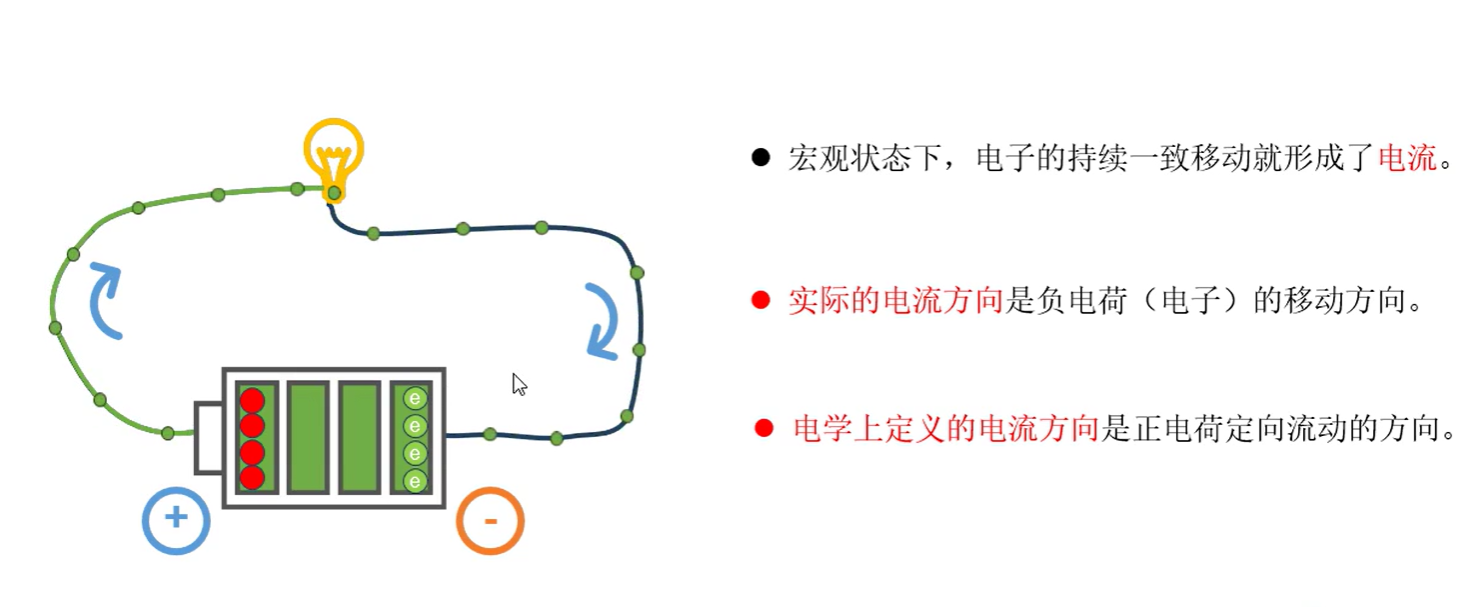 宏观状态下，电子的持续一致移动就形成了电流。
实际的电流方向是负电荷（电子）的移动方向。
电学上定义的电流方向是正电荷定向流动的方向。
e
e
e
e
+
-